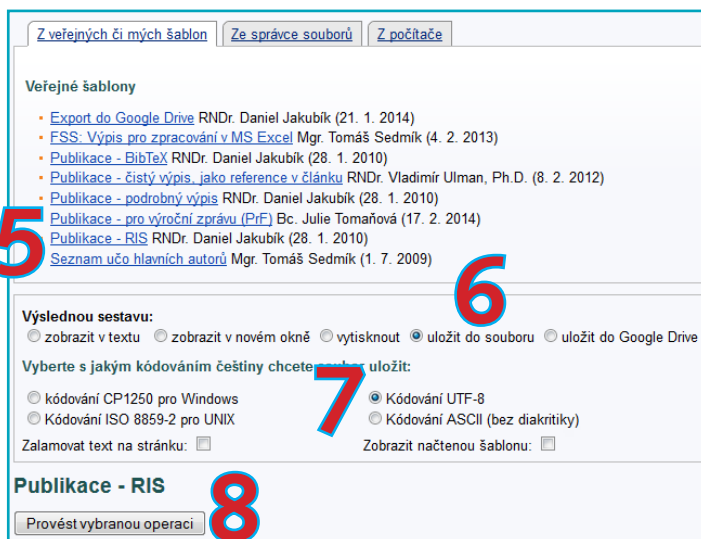 Z veřejných či mých šablon Ze správce souborů Z počítače
Veřejné šablony
Export do Google Drive RNDr. Daniel Jakubík (21. 1. 2014)
FSS: Výpis pro zpracování v MS Excel Mgr. Tomáš Sedmík (4. 2. 2013)
Publikace - BibTeX RNDr. Daniel Jakubík (28. 1. 2010)
Publikace - čistý výpis, jako reference v článku RNDr. Vladimír Ulman, Ph.D. (8. 2. 2012)
Publikace - podrobný výpis RNDr. Daniel Jakubík (28. 1. 2010)
Publikace - pro výroční zprávu (PrF) Bc. Julie Tomaňová (17. 2. 2014)
5 Publikace - RIS RNDr. Daniel Jakubík (28. 1. 2010)
Seznam učo hlavních autorů Mgr. Tomáš Sedmík (1. 7. 2009)
6
Výslednou sestavu:
zobrazit v textu zobrazit v novém okně vytisknout uložit do souboru uložit do Google Drive
Vyberte s jakým kódováním češtiny chcete soubor uložit:
7
kódování CP1250 pro Windows Kódování UTF-8
Kódování ISO 8859-2 pro UNIX Kódování ASCII (bez diakritiky)
Zalamovat text na stránku: Zobrazit načtenou šablonu:
Publikace - RIS
8
Provést vybranou operaci